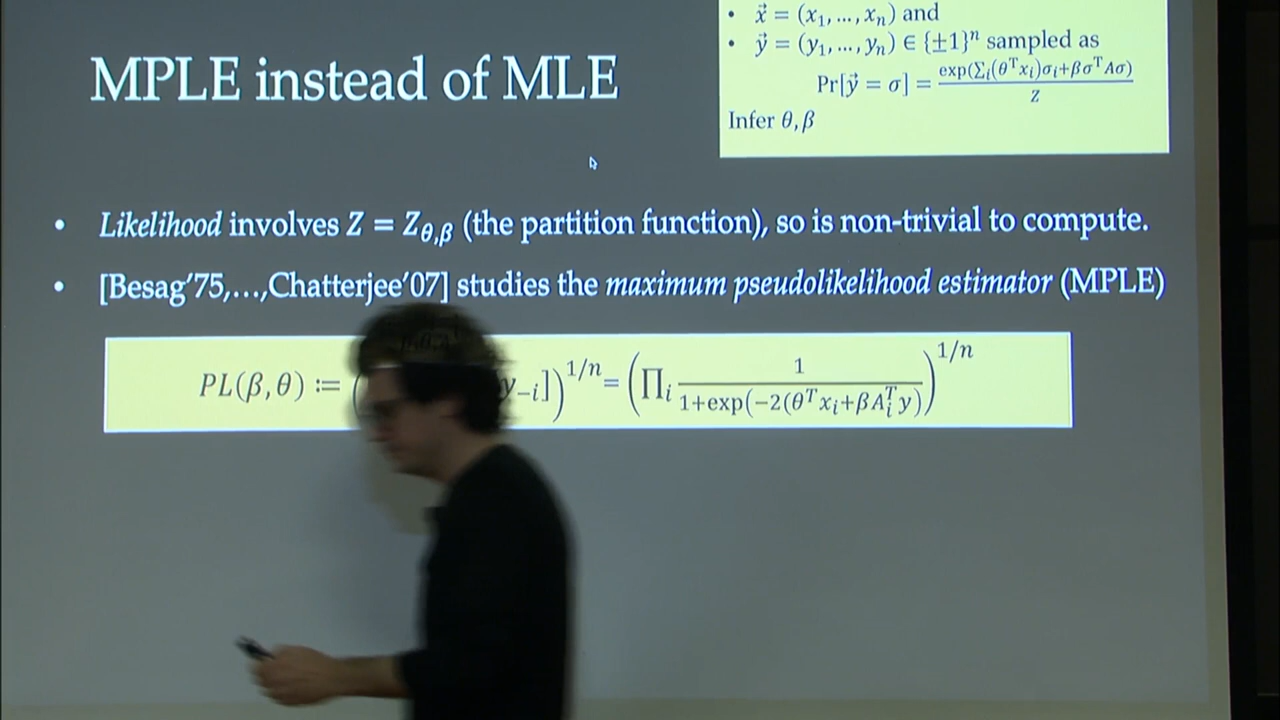 MPLE instead of MLE
• x⃗ = (x₁, …, xₙ) and
• y⃗ = (y₁, …, yₙ) ∈ {±1}ⁿ sampled as
Pr[y⃗ = σ] = exp(∑ᵢ(θᵀxᵢ)σᵢ+βσᵀAσ) / Z
Infer θ, β
• Likelihood involves Z = Z_θ,β (the partition function), so is non-trivial to compute.
• [Besag’75,…,Chatterjee’07] studies the maximum pseudolikelihood estimator (MPLE)
PL(β, θ) ≔ ( y₋ᵢ])^1/n = (∏ᵢ 1 / 1+exp(−2(θᵀxᵢ+βAᵢᵀy))^1/n